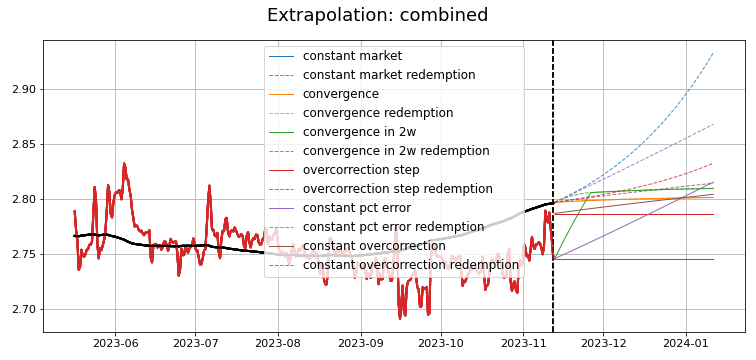 Extrapolation: combined
2.90
2.85
2.80
2.75
2.70
constant market
constant market redemption
convergence
convergence redemption
convergence in 2w
convergence in 2w redemption
overcorrection step
overcorrection step redemption
constant pct error
constant pct error redemption
constant overcorrection
constant overcorrection redemption
2023-06 2023-07 2023-08 2023-09 2023-10 2023-11 2023-12 2024-01